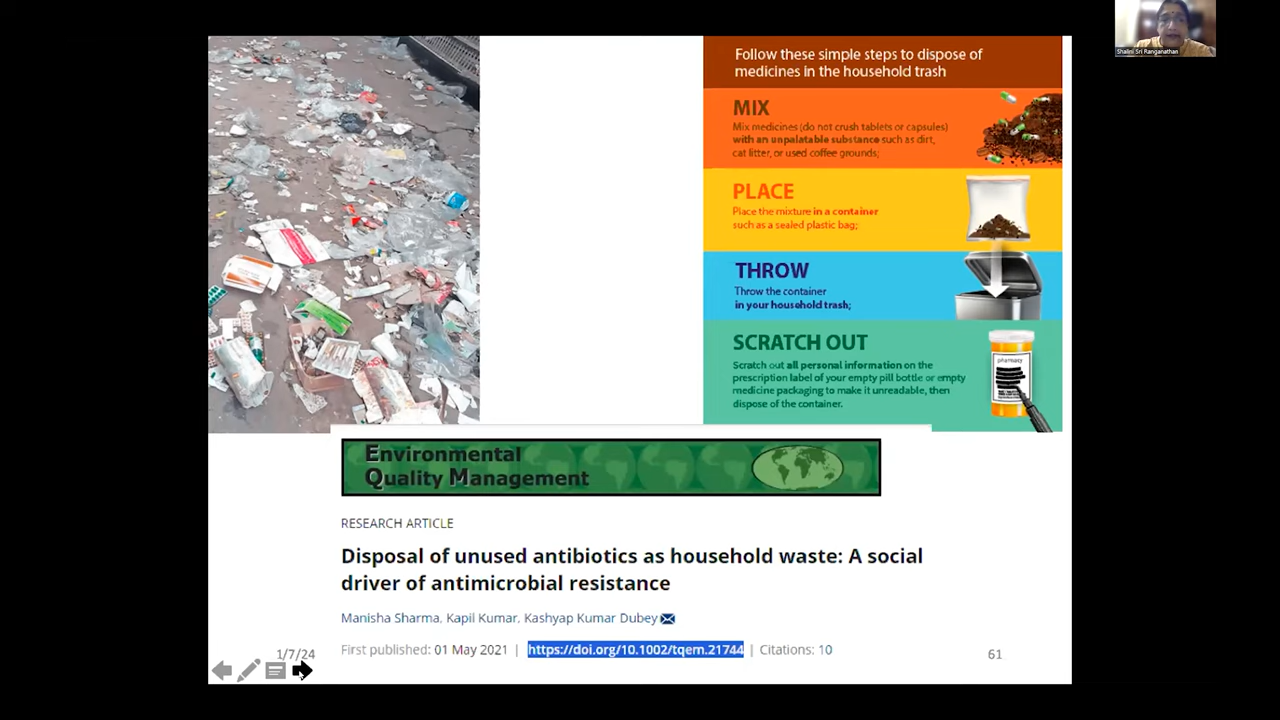 Shalini Sri Ranganathan
Follow these simple steps to dispose of
medicines in the household trash
MIX
Mix medicines (do not crush tablets or capsules)
with an unpalatable substance such as dirt,
cat litter, or used coffee grounds;
PLACE
Place the mixture in a container
such as a sealed plastic bag;
THROW
Throw the container
in your household trash;
SCRATCH OUT
Scratch out all personal information on the
prescription label of your empty pill bottle or empty
medicine packaging to make it unreadable, then
dispose of the container.
pharmacy
Environmental
Quality Management
RESEARCH ARTICLE
Disposal of unused antibiotics as household waste: A social
driver of antimicrobial resistance
Manisha Sharma, Kapil Kumar, Kashyap Kumar Dubey
First published: 01 May 2021 | https://doi.org/10.1002/tqem.21744 | Citations: 10
1/7/24
61